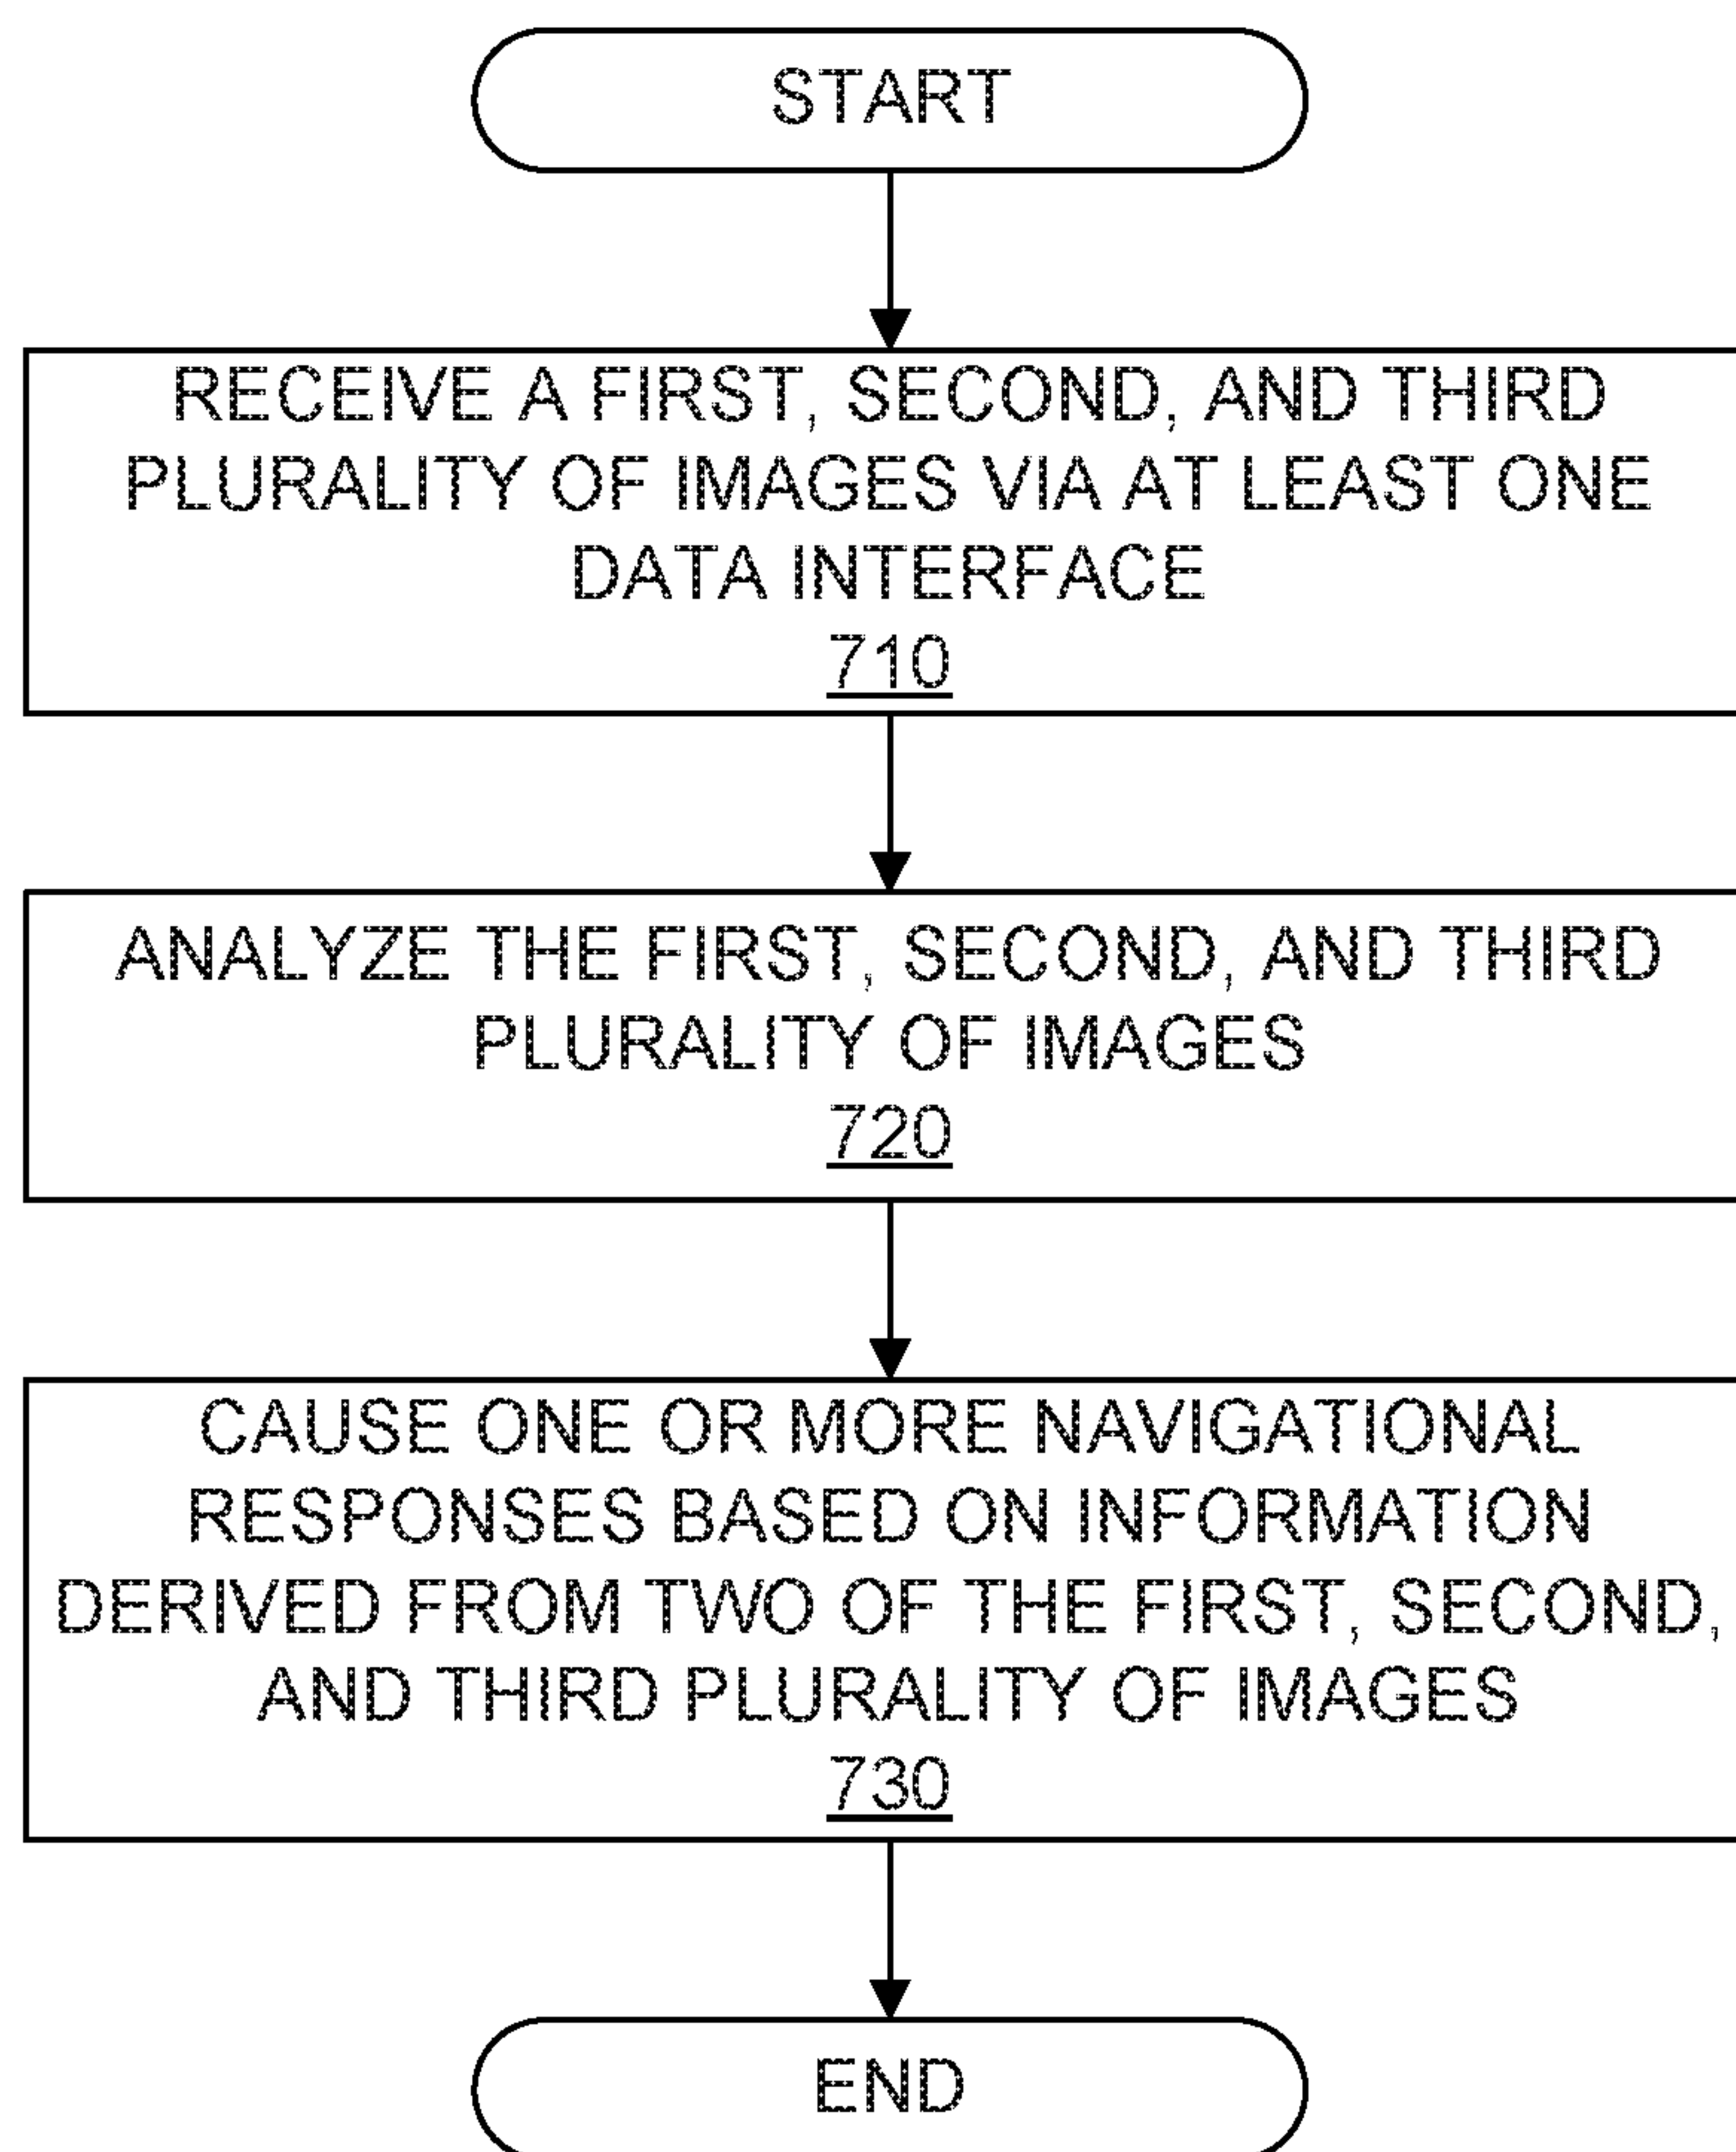 START
RECEIVE A FIRST, SECOND, AND THIRD
PLURALITY OF IMAGES VIA AT LEAST ONE
DATA INTERFACE
710
ANALYZE THE FIRST, SECOND, AND THIRD
PLURALITY OF IMAGES
720
CAUSE ONE OR MORE NAVIGATIONAL
RESPONSES BASED ON INFORMATION
DERIVED FROM TWO OF THE FIRST, SECOND,
AND THIRD PLURALITY OF IMAGES
730
END